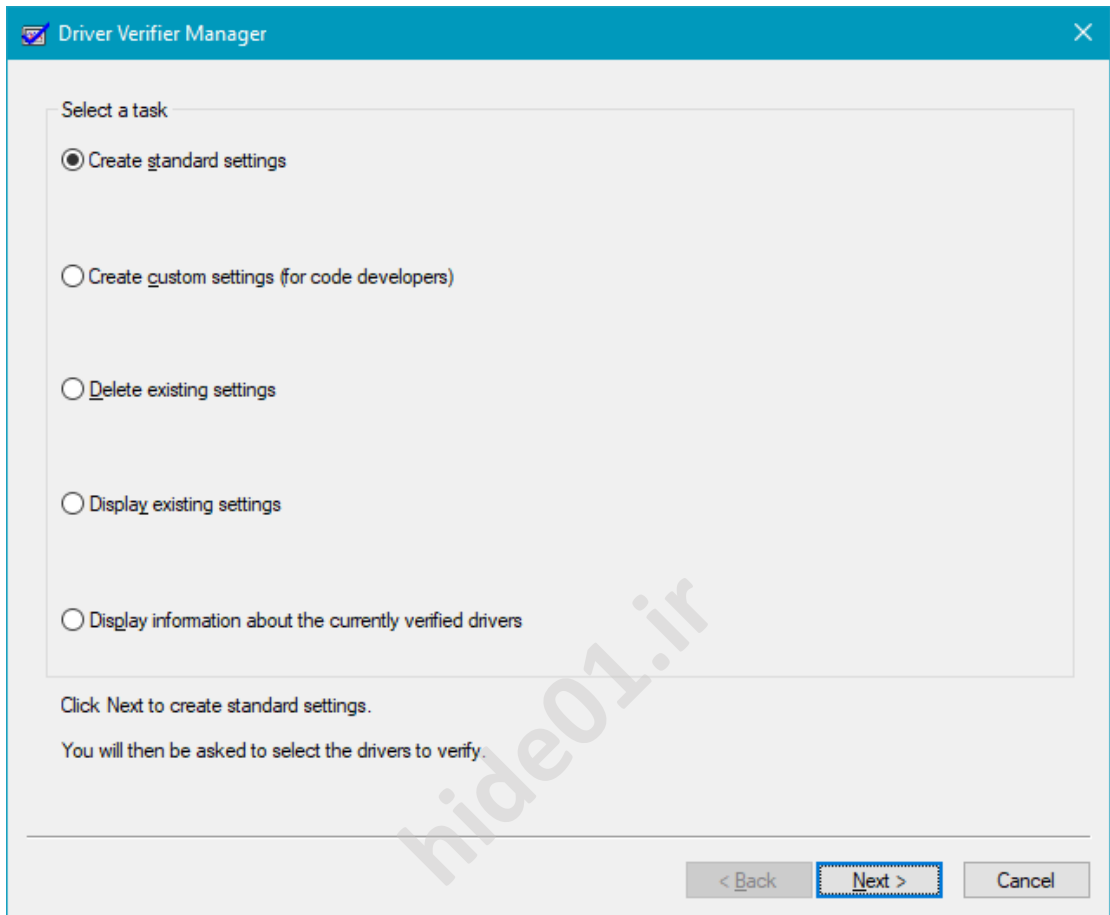 Driver Verifier Manager
Select a task
Create standard settings
Create custom settings (for code developers)
Delete existing settings
Display existing settings
Display information about the currently verified drivers
Click Next to create standard settings.
You will then be asked to select the drivers to verify.
hide01.ir
< Back
Next >
Cancel